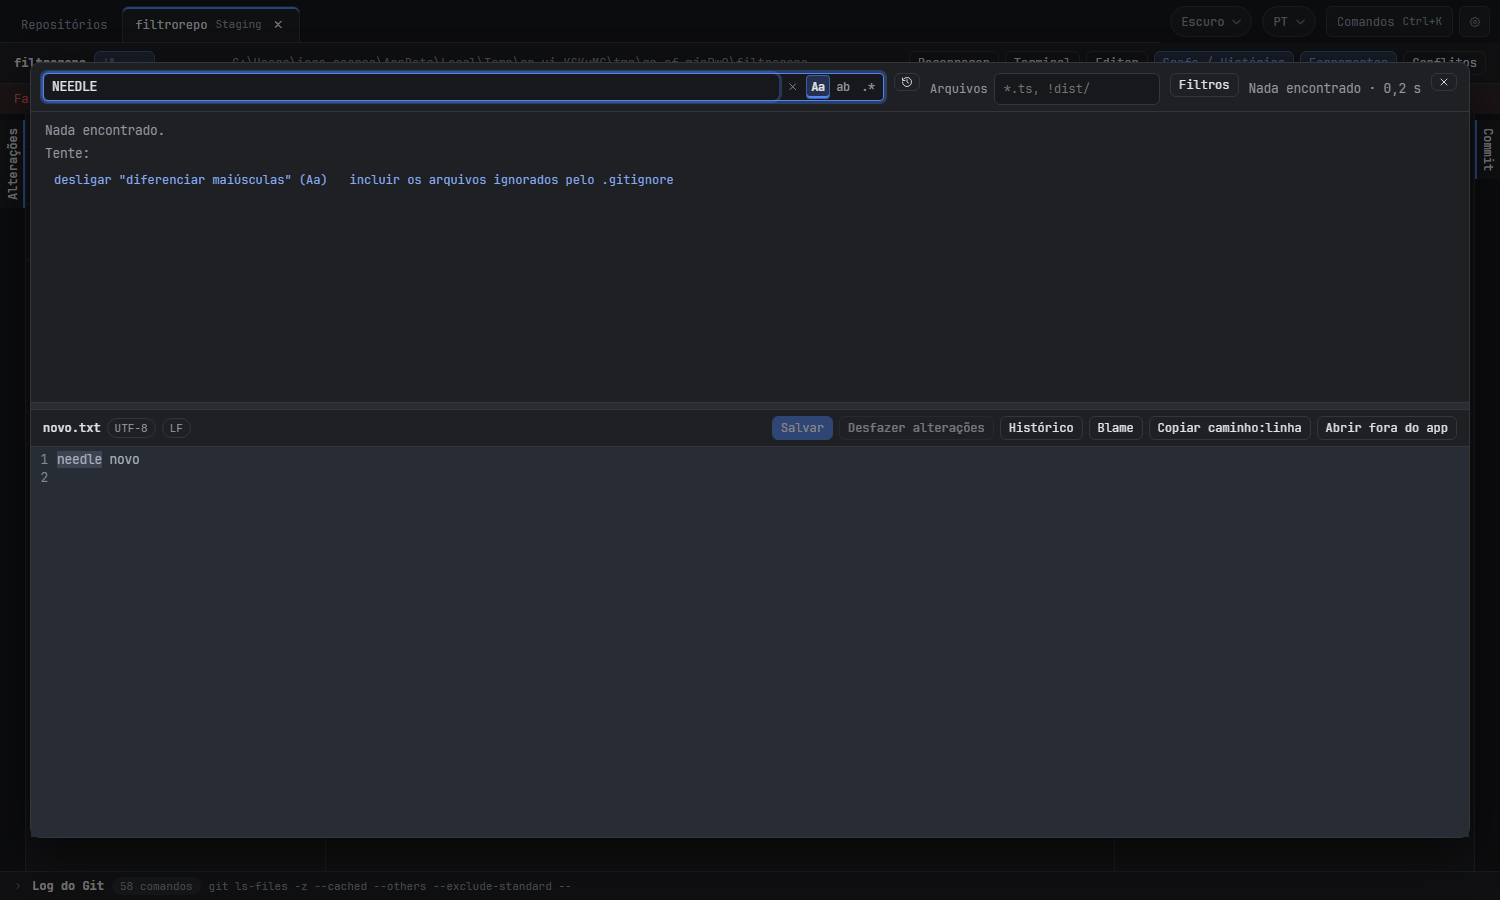 Repositórios filtrorepo Staging × Escuro PT Comandos Ctrl+K
NEEDLE × Aa ab .* Arquivos *.ts, !dist/ Filtros Nada encontrado · 0,2 s ×
Nada encontrado.
Tente:
desligar "diferenciar maiúsculas" (Aa) incluir os arquivos ignorados pelo .gitignore
Alterações
Commit
novo.txt UTF-8 LF Salvar Desfazer alterações Histórico Blame Copiar caminho:linha Abrir fora do app
1 needle novo
2
› Log do Git 58 comandos git ls-files -z --cached --others --exclude-standard --